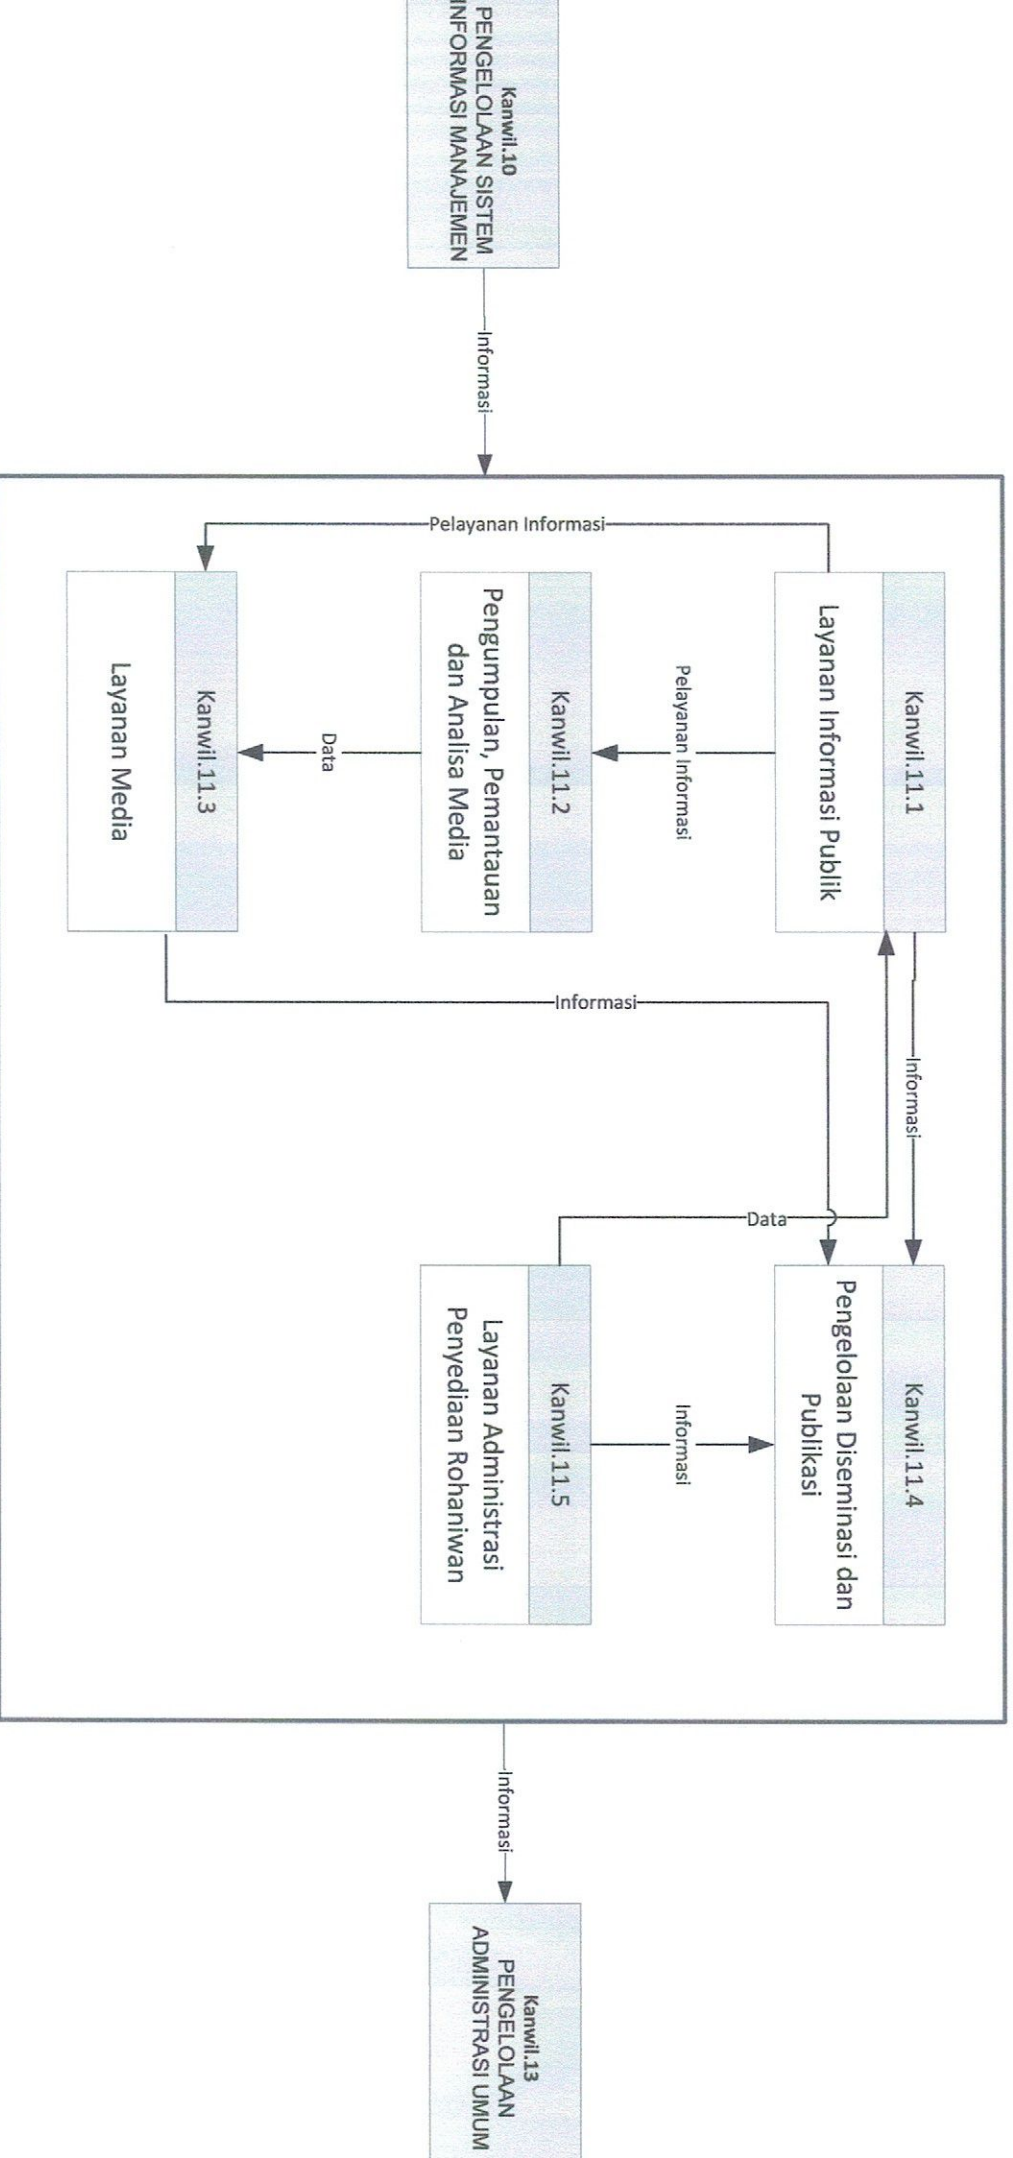 Kanwil.10
PENGELOLAAN SISTEM
INFORMASI MANAJEMEN
Informasi
Kanwil.11.1
Layanan Informasi Publik
Informasi
Kanwil.11.4
Pengelolaan Diseminasi dan
Publikasi
Pelayanan Informasi
Pelayanan Informasi
Data
Informasi
Kanwil.11.2
Pengumpulan, Pemantauan
dan Analisa Media
Informasi
Kanwil.11.5
Layanan Administrasi
Penyediaan Rohaniwan
Data
Kanwil.11.3
Layanan Media
Informasi
Kanwil.13
PENGELOLAAN
ADMINISTRASI UMUM